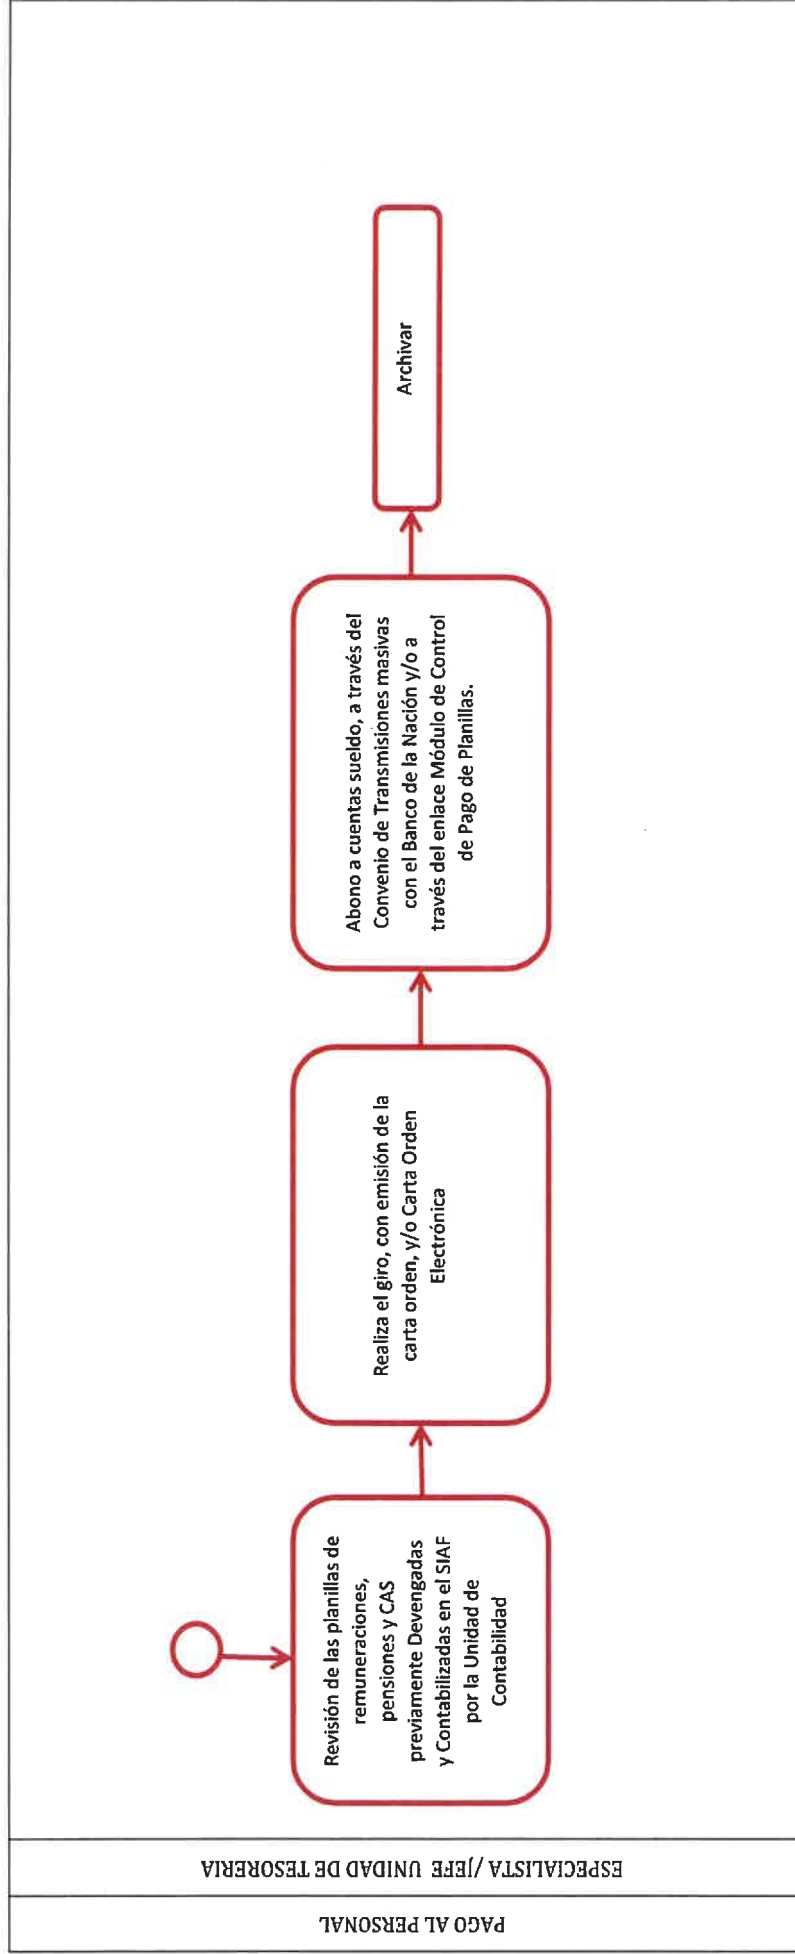 PAGO AL PERSONAL
ESPECIALISTA / JEFE UNIDAD DE TESORERIA
Revisión de las planillas de
remuneraciones,
pensiones y CAS
previamente Devengadas
y Contabilizadas en el SIAF
por la Unidad de
Contabilidad
Realiza el giro, con emisión de la
carta orden, y/o Carta Orden
Electrónica
Abono a cuentas sueldo, a través del
Convenio de Transmisiones masivas
con el Banco de la Nación y/o a
través del enlace Módulo de Control
de Pago de Planillas.
Archivar